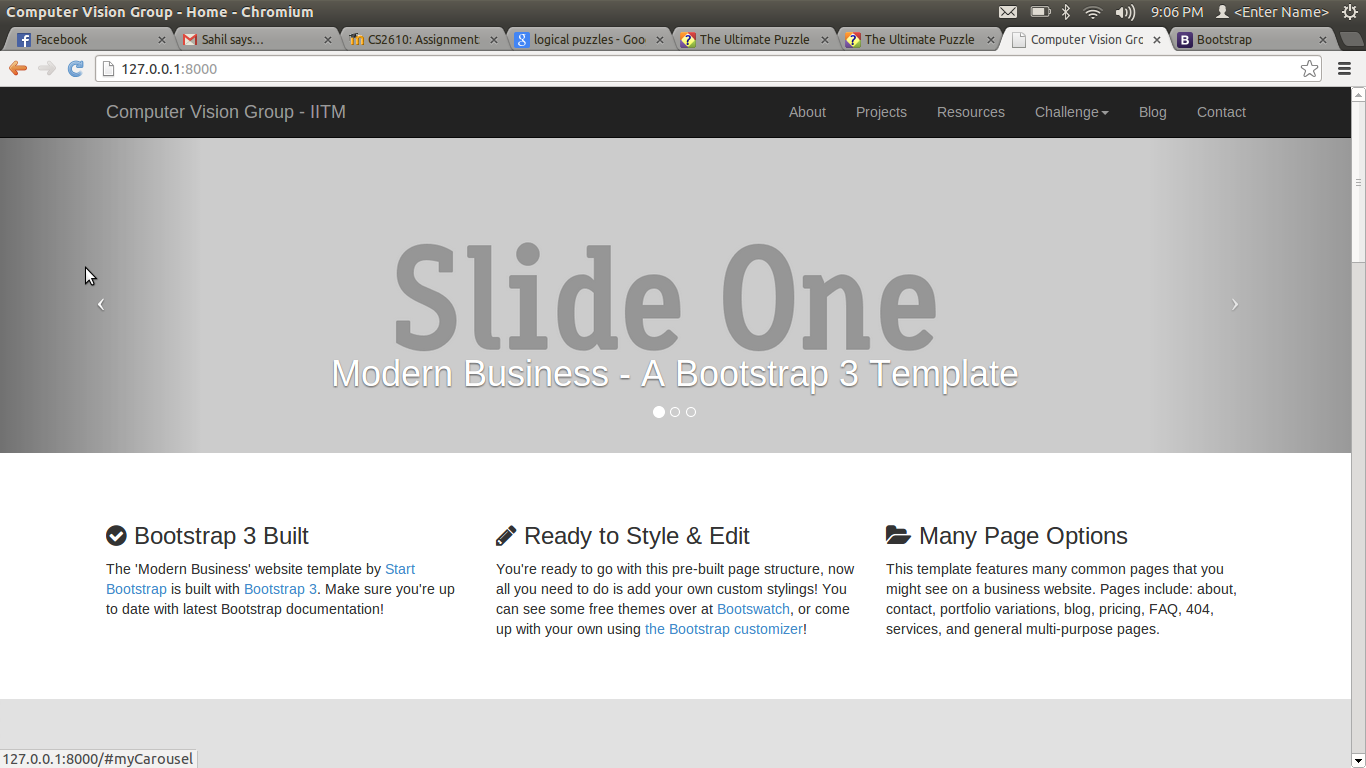 Computer Vision Group - Home - Chromium
9:06 PM <Enter Name>
Facebook
Sahil says…
CS2610: Assignment
logical puzzles - Goo
The Ultimate Puzzle
The Ultimate Puzzle
Computer Vision Gro
Bootstrap
127.0.0.1:8000
Computer Vision Group - IITM
About Projects Resources Challenge Blog Contact
Slide One
Modern Business - A Bootstrap 3 Template
Bootstrap 3 Built
The 'Modern Business' website template by Start
Bootstrap is built with Bootstrap 3. Make sure you're up
to date with latest Bootstrap documentation!
Ready to Style & Edit
You're ready to go with this pre-built page structure, now
all you need to do is add your own custom stylings! You
can see some free themes over at Bootswatch, or come
up with your own using the Bootstrap customizer!
Many Page Options
This template features many common pages that you
might see on a business website. Pages include: about,
contact, portfolio variations, blog, pricing, FAQ, 404,
services, and general multi-purpose pages.
127.0.0.1:8000/#myCarousel